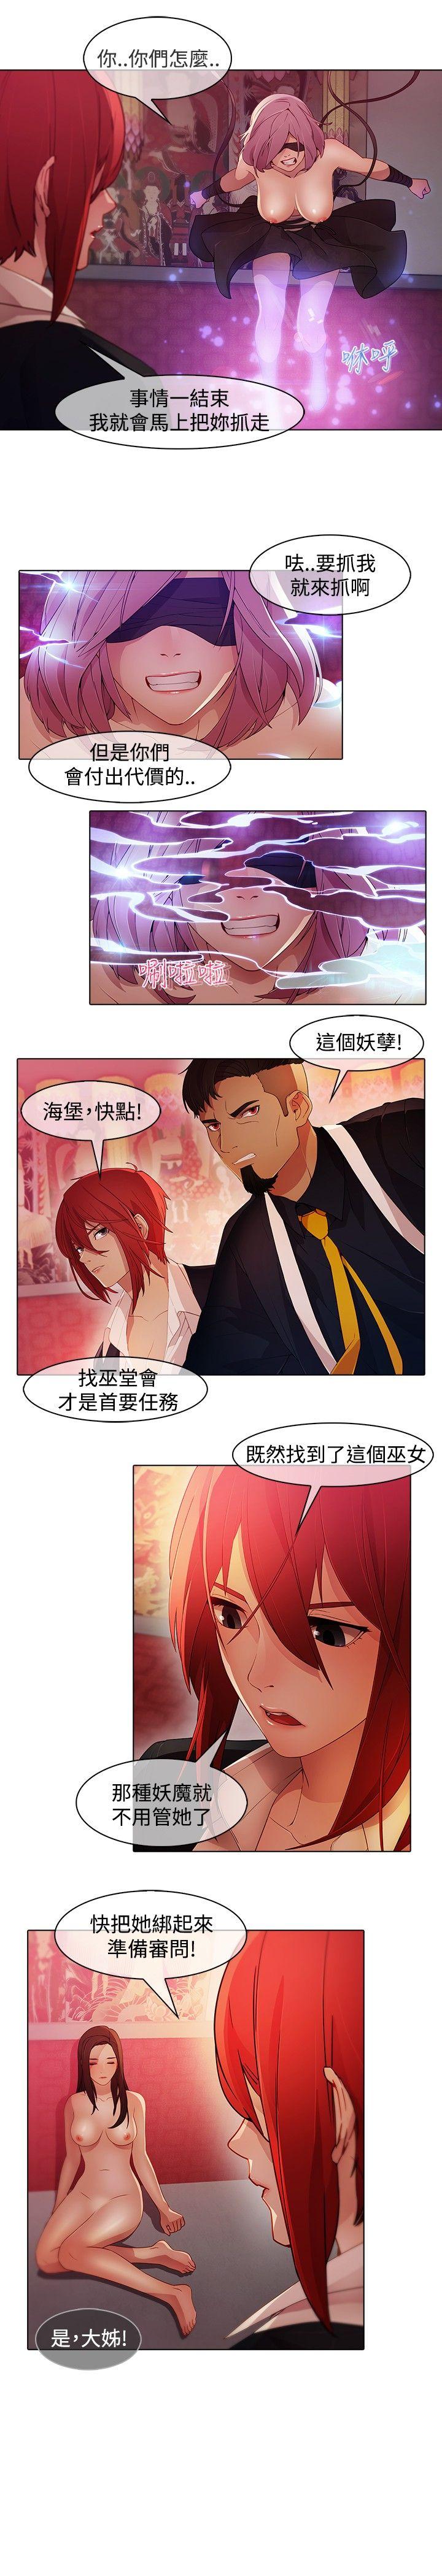 你..你們怎麼..
咻呼
事情一結束
我就會馬上把妳抓走
呿..要抓我
就來抓啊
但是你們
會付出代價的..
唰啦啦
這個妖孽!
海堡,快點!
找巫堂會
才是首要任務
既然找到了這個巫女
那種妖魔就
不用管她了
快把她綁起來
準備審問!
是,大姊!